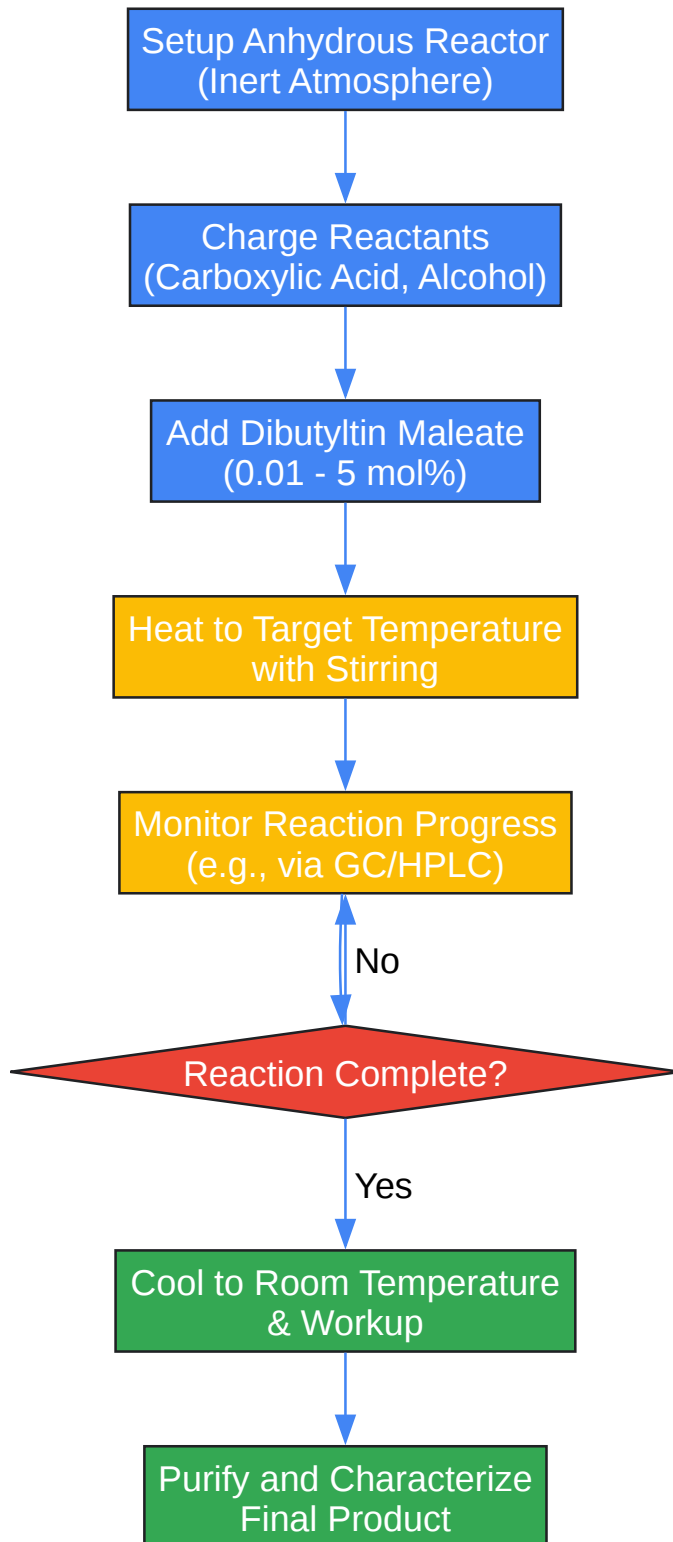 Setup Anhydrous Reactor
(Inert Atmosphere)
Charge Reactants
(Carboxylic Acid, Alcohol)
Add Dibutyltin Maleate
(0.01 - 5 mol%)
Heat to Target Temperature
with Stirring
Monitor Reaction Progress
(e.g., via GC/HPLC)
No
Reaction Complete?
Yes
Cool to Room Temperature
& Workup
Purify and Characterize
Final Product